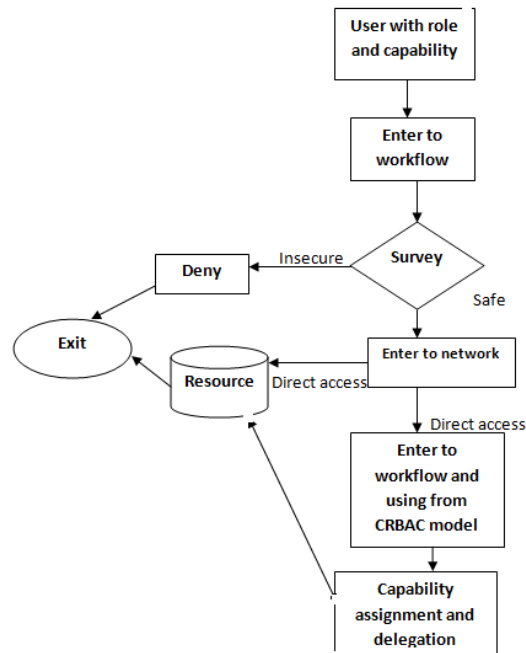 User with role
and capability
Enter to
workflow
Survey
Insecure
Deny
Safe
Exit
Enter to network
Resource
Direct access
Direct access
Enter to
workflow and
using from
CRBAC model
Capability
assignment and
delegation